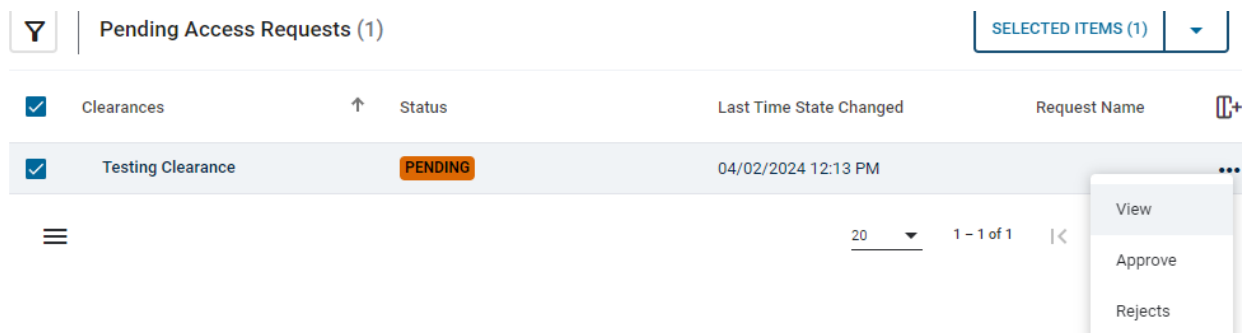 Pending Access Requests (1)
SELECTED ITEMS (1)
Clearances Status Last Time State Changed Request Name
Testing Clearance PENDING 04/02/2024 12:13 PM
View
20 1 – 1 of 1
Approve
Rejects